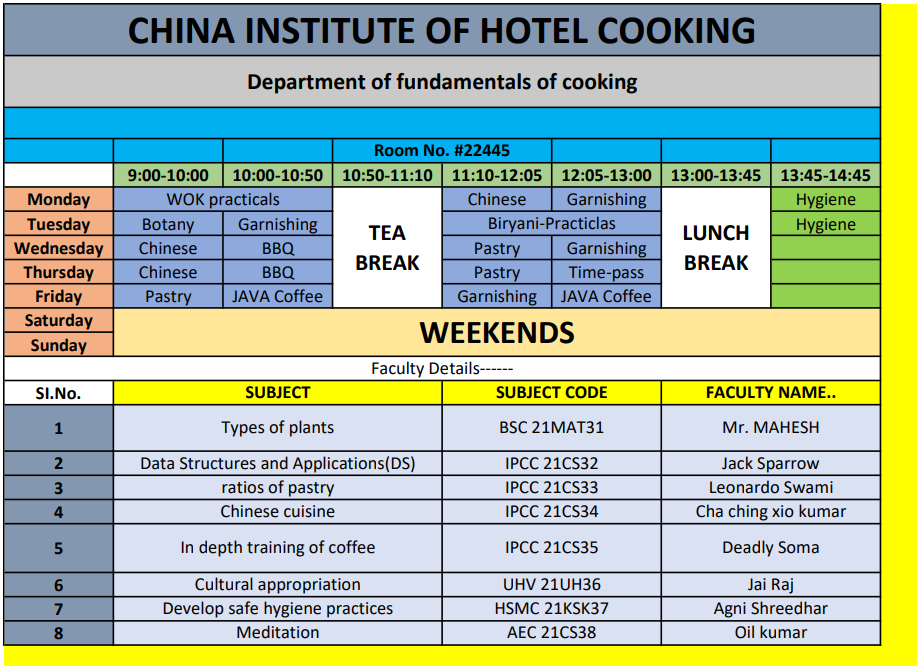 CHINA INSTITUTE OF HOTEL COOKING
Department of fundamentals of cooking
Room No. #22445
9:00-10:00 10:00-10:50 10:50-11:10 11:10-12:05 12:05-13:00 13:00-13:45 13:45-14:45
Monday WOK practicals Chinese Garnishing Hygiene
Tuesday Botany Garnishing Biryani-Practiclas Hygiene
TEA BREAK
LUNCH BREAK
Wednesday Chinese BBQ Pastry Garnishing
Thursday Chinese BBQ Pastry Time-pass
Friday Pastry JAVA Coffee Garnishing JAVA Coffee
Saturday
WEEKENDS
Sunday
Faculty Details------
SI.No. SUBJECT SUBJECT CODE FACULTY NAME..
1 Types of plants BSC 21MAT31 Mr. MAHESH
2 Data Structures and Applications(DS) IPCC 21CS32 Jack Sparrow
3 ratios of pastry IPCC 21CS33 Leonardo Swami
4 Chinese cuisine IPCC 21CS34 Cha ching xio kumar
5 In depth training of coffee IPCC 21CS35 Deadly Soma
6 Cultural appropriation UHV 21UH36 Jai Raj
7 Develop safe hygiene practices HSMC 21KSK37 Agni Shreedhar
8 Meditation AEC 21CS38 Oil kumar